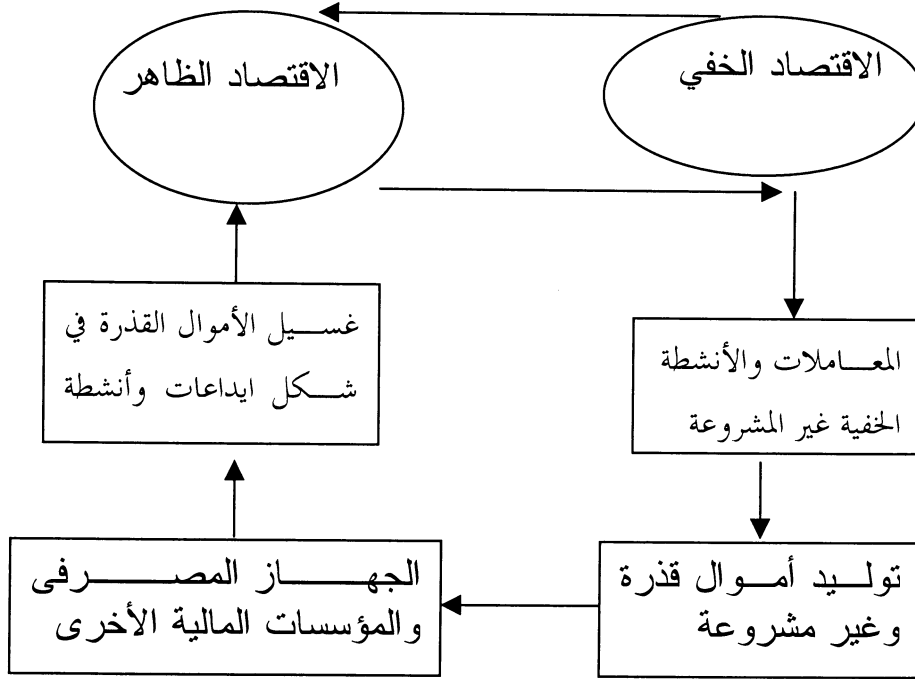 الاقتصاد الخفي
الاقتصاد الظاهر
المعاملات والأنشطة
الخفية غير المشروعة
توليد أموال قذرة
وغير مشروعة
الجهاز المصرفى
والمؤسسات المالية الأخرى
غسيل الأموال القذرة في
شكل ايداعات وأنشطة